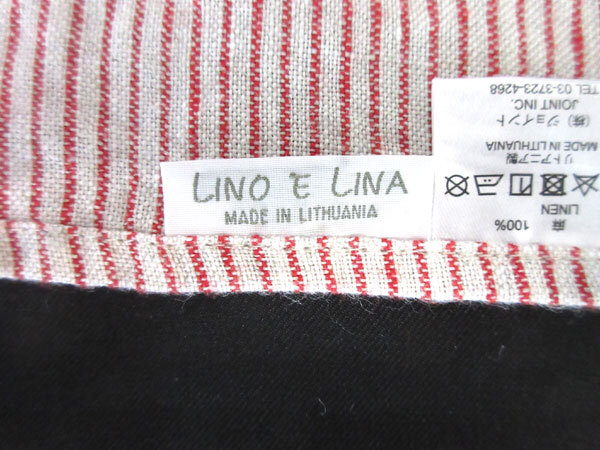 LINO E LINA
MADE IN LITHUANIA
麻 100%
LINEN
リトアニア製
MADE IN LITHUANIA
(株) ジョイント
JOINT INC.
TEL 03-3723-4268